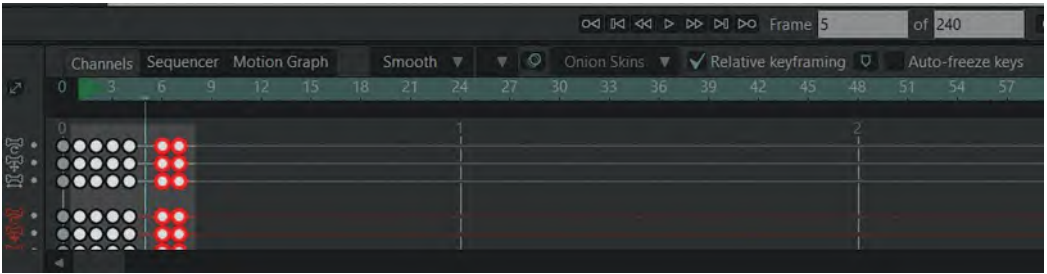 Frame 5 of 240
Channels Sequencer Motion Graph Smooth Onion Skins Relative keyframing Auto-freeze keys
0 3 6 9 12 15 18 21 24 27 30 33 36 39 42 45 48 51 54 57
0 1 2